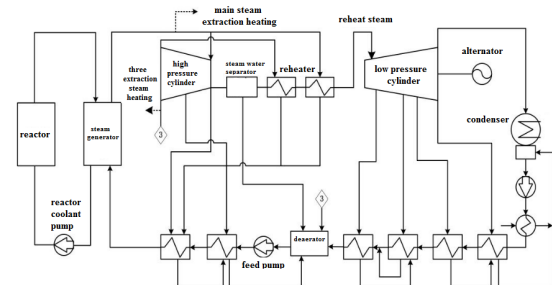 main steam
extraction heating
reheat steam
three
extraction
steam
heating
high
pressure
cylinder
steam water
separator
reheater
low pressure
cylinder
alternator
condenser
reactor
steam
generator
3
3
reactor
coolant
pump
feed pump
deaerator